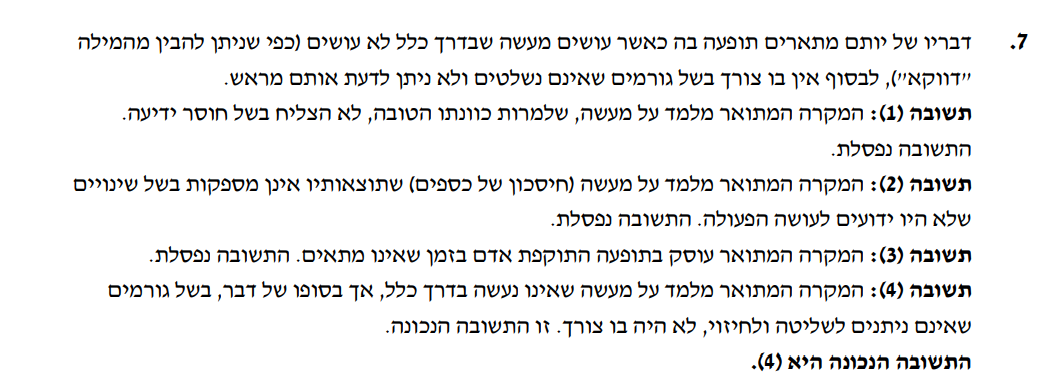 7. דבריו של יותם מתארים תופעה בה כאשר עושים מעשה שבדרך כלל לא עושים (כפי שניתן להבין מהמילה
״דווקא״), לבסוף אין בו צורך בשל גורמים שאינם נשלטים ולא ניתן לדעת אותם מראש.
תשובה (1): המקרה המתואר מלמד על מעשה, שלמרות כוונתו הטובה, לא הצליח בשל חוסר ידיעה.
התשובה נפסלת.
תשובה (2): המקרה המתואר מלמד על מעשה (חיסכון של כספים) שתוצאותיו אינן מספקות בשל שינויים
שלא היו ידועים לעושה הפעולה. התשובה נפסלת.
תשובה (3): המקרה המתואר עוסק בתופעה התוקפת אדם בזמן שאינו מתאים. התשובה נפסלת.
תשובה (4): המקרה המתואר מלמד על מעשה שאינו נעשה בדרך כלל, אך בסופו של דבר, בשל גורמים
שאינם ניתנים לשליטה ולחיזוי, לא היה בו צורך. זו התשובה הנכונה.
התשובה הנכונה היא (4).